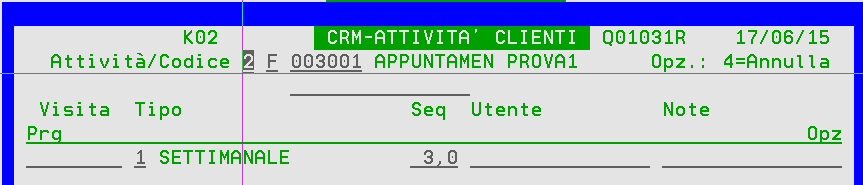 K02 CRM-ATTIVITA' CLIENTI Q01031R 17/06/15
Attività/Codice 2 F 003001 APPUNTAMEN PROVA1 Opz.: 4=Annulla
Visita Tipo Seq Utente Note
Prg Opz
1 SETTIMANALE 3,0